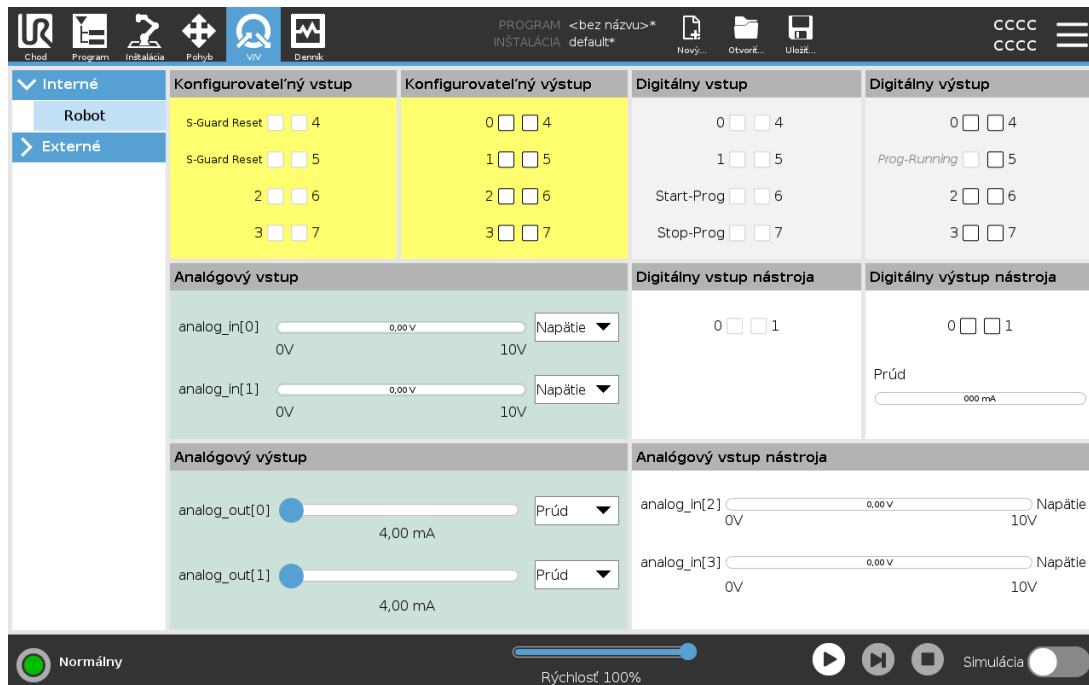 PROGRAM <bez názvu>*
INŠTALÁCIA default*
CCCC
CCCC
Chod Program Inštalácia Pohyb V/V Denník Nový... Otvoriť... Uložiť...
Interné
Robot
Externé
Konfigurovateľný vstup
S-Guard Reset 4
S-Guard Reset 5
2 6
3 7
Konfigurovateľný výstup
0 4
1 5
2 6
3 7
Digitálny vstup
0 4
1 5
Start-Prog 6
Stop-Prog 7
Digitálny výstup
0 4
Prog-Running 5
2 6
3 7
Analógový vstup
analog_in[0] 0,00 V Napätie
0V 10V
analog_in[1] 0,00 V Napätie
0V 10V
Digitálny vstup nástroja
0 1
Digitálny výstup nástroja
0 1
Prúd
000 mA
Analógový výstup
analog_out[0] Prúd
4,00 mA
analog_out[1] Prúd
4,00 mA
Analógový vstup nástroja
analog_in[2] 0,00 V Napätie
0V 10V
analog_in[3] 0,00 V Napätie
0V 10V
Normálny
Rýchlosť 100%
Simulácia